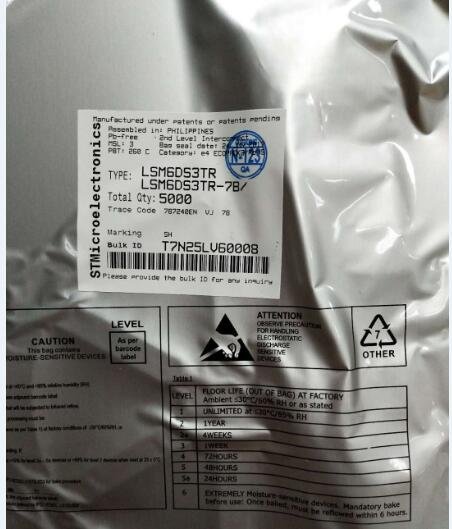 Manufactured under patents or patents pending
STMicroelectronics
Assembled in: PHILIPPINES
Pb-free 2nd Level Interconnect
MSL: 3 Bag seal date:
PBT: 260 C Category: e4
N-123
QA
TYPE: LSM6DS3TR
LSM6DS3TR-7B/
Total Qty: 5000
Trace Code 787240EN VJ 7B
Marking SH
Bulk ID T7N25LV60008
Please provide the bulk ID for any inquiry
CAUTION
This bag contains
MOISTURE-SENSITIVE DEVICES
LEVEL
As per
barcode
label
ATTENTION
OBSERVE PRECAUTION
FOR HANDLING
ELECTROSTATIC
DISCHARGE
SENSITIVE
DEVICES
OTHER
Table 1
LEVEL FLOOR LIFE (OUT OF BAG) AT FACTORY
Ambient ≤30°C/60% RH or as stated
1 UNLIMITED at ≤30°C/85% RH
2 1YEAR
2a 4WEEKS
3 1WEEK
4 72HOURS
5 48HOURS
5a 24HOURS
6 EXTREMELY Moisture-sensitive devices. Mandatory bake
before use: Once baked, must be reflowed within 6 hours.